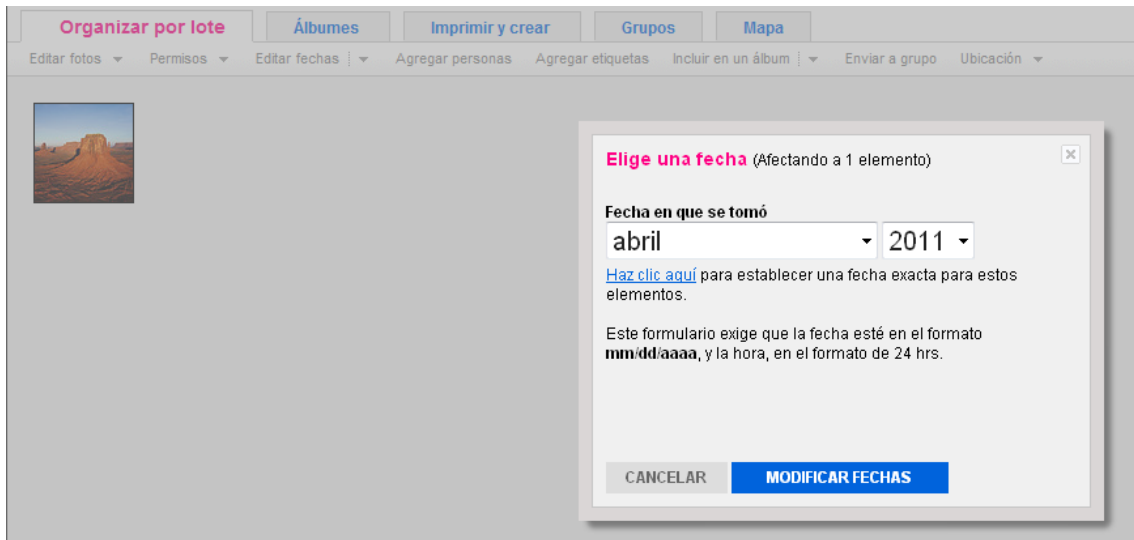 Organizar por lote Álbumes Imprimir y crear Grupos Mapa
Editar fotos Permisos Editar fechas Agregar personas Agregar etiquetas Incluir en un álbum Enviar a grupo Ubicación
Elige una fecha (Afectando a 1 elemento)
Fecha en que se tomó
abril 2011
Haz clic aquí para establecer una fecha exacta para estos
elementos.
Este formulario exige que la fecha esté en el formato
mm/dd/aaaa, y la hora, en el formato de 24 hrs.
CANCELAR MODIFICAR FECHAS